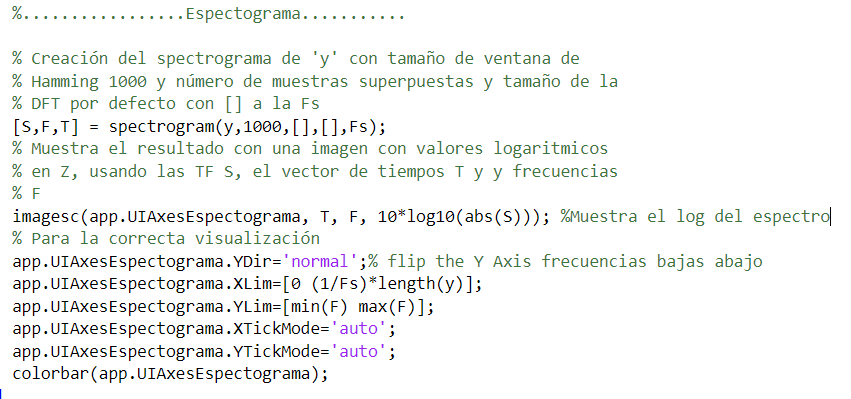 %.................Espectograma...........
% Creación del spectrograma de 'y' con tamaño de ventana de
% Hamming 1000 y número de muestras superpuestas y tamaño de la
% DFT por defecto con [] a la Fs
[S,F,T] = spectrogram(y,1000,[],[],Fs);
% Muestra el resultado con una imagen con valores logaritmicos
% en Z, usando las TF S, el vector de tiempos T y y frecuencias
% F
imagesc(app.UIAxesEspectograma, T, F, 10*log10(abs(S))); %Muestra el log del espectro
% Para la correcta visualización
app.UIAxesEspectograma.YDir='normal';% flip the Y Axis frecuencias bajas abajo
app.UIAxesEspectograma.XLim=[0 (1/Fs)*length(y)];
app.UIAxesEspectograma.YLim=[min(F) max(F)];
app.UIAxesEspectograma.XTickMode='auto';
app.UIAxesEspectograma.YTickMode='auto';
colorbar(app.UIAxesEspectograma);